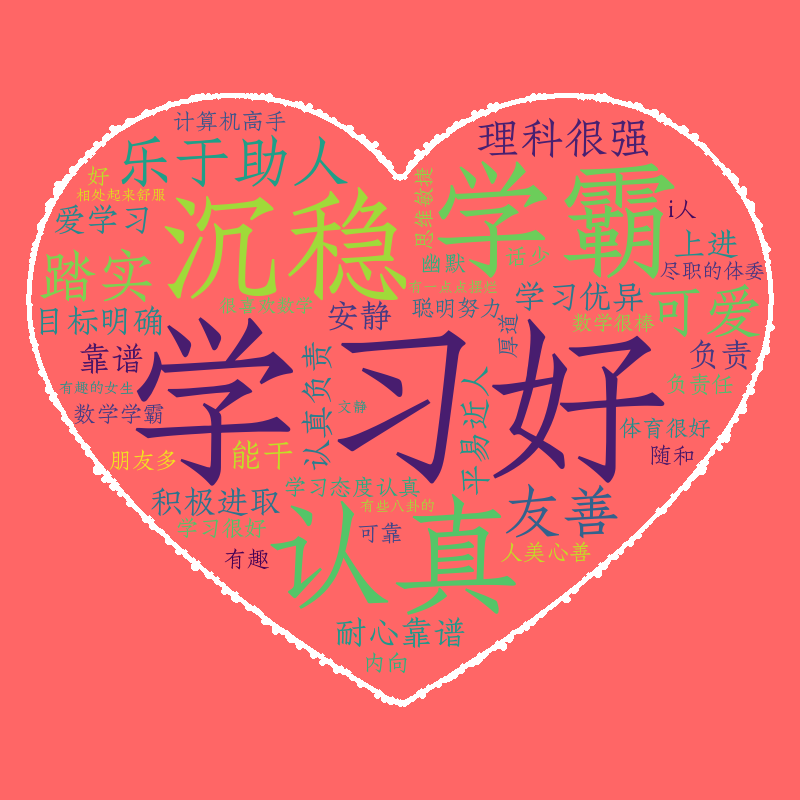 计算机高手
理科很强
乐于助人
学霸
好
思维敏捷
相处起来舒服
沉稳
i人
爱学习
上进
话少
幽默
尽职的体委
踏实
有一点点摆烂
可爱
很喜欢数学
聪明努力
学习优异
目标明确
安静
数学很棒
厚道
靠谱
负责
学习好
认真负责
平易近人
有趣的女生
负责任
数学学霸
文静
体育很好
朋友多
能干
随和
学习态度认真
积极进取
有些八卦的
友善
学习很好
认真
可靠
有趣
人美心善
耐心靠谱
内向